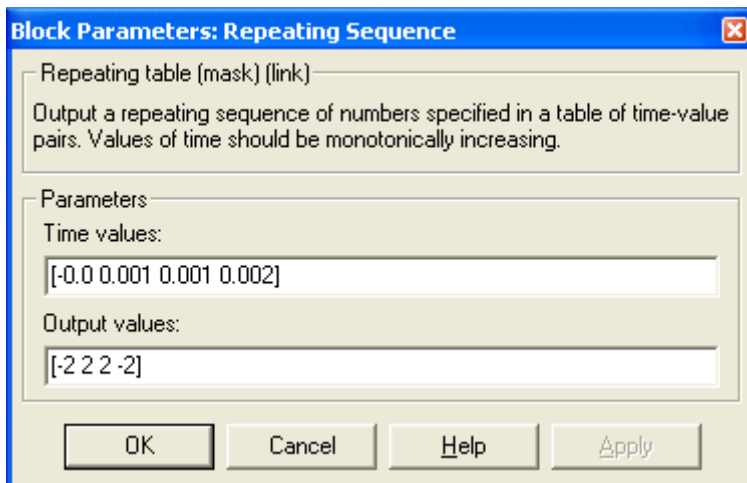 Block Parameters: Repeating Sequence
Repeating table (mask) (link)
Output a repeating sequence of numbers specified in a table of time-value
pairs. Values of time should be monotonically increasing.
Parameters
Time values:
[-0.0 0.001 0.001 0.002]
Output values:
[-2 2 2 -2]
OK Cancel Help Apply